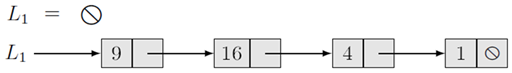 L₁ = ⦸
L₁ 9 16 4 1 ⦸